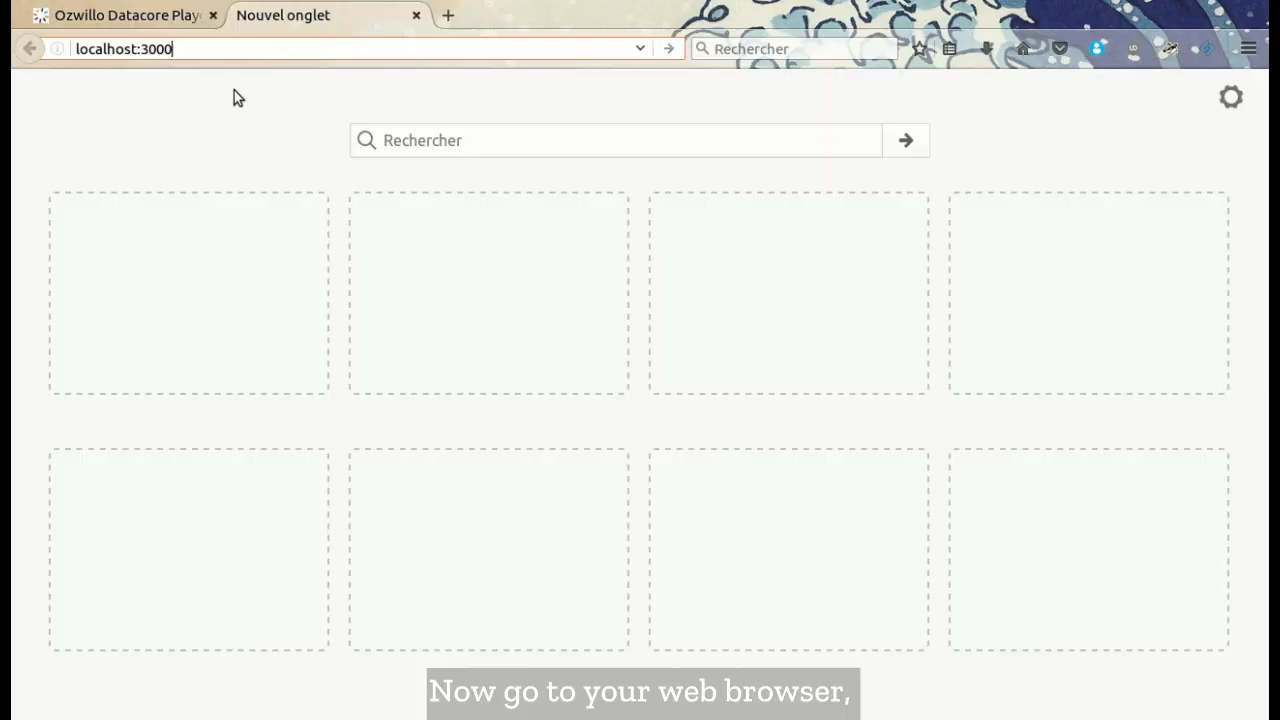 Ozwillo Datacore Play
Nouvel onglet
localhost:3000
Rechercher
Rechercher
Now go to your web browser,